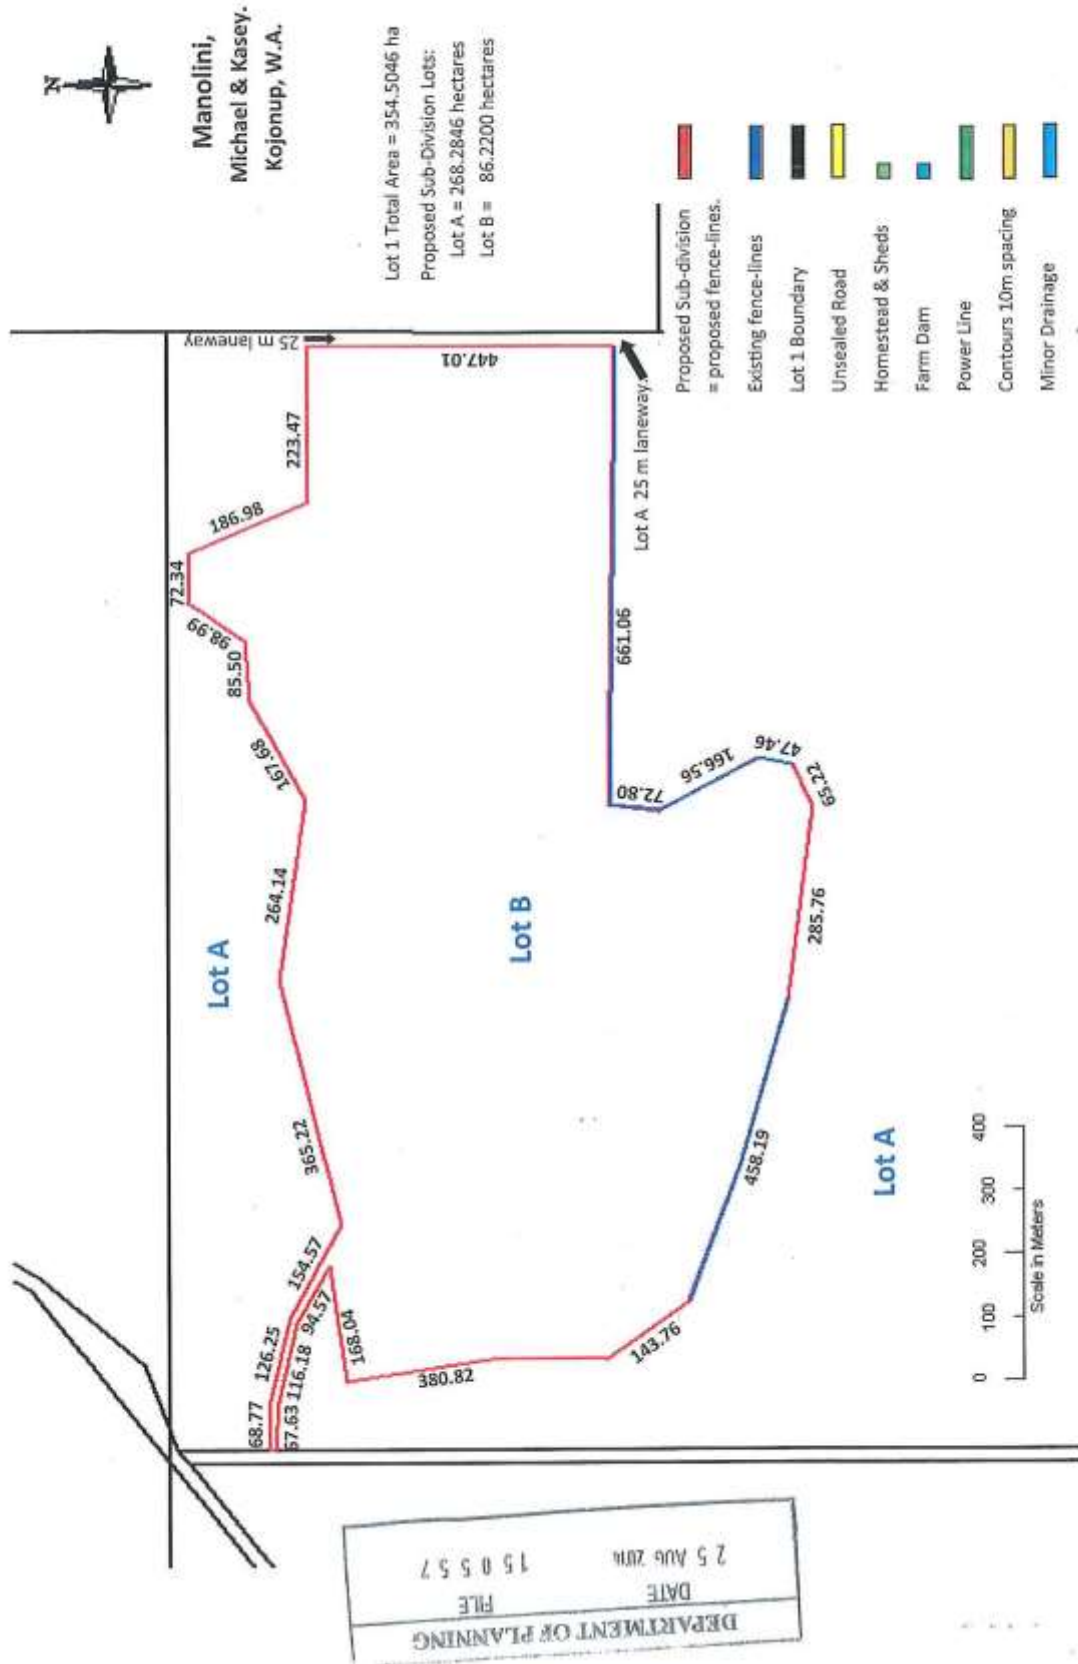 N
Manolini,
Michael & Kasey.
Kojonup, W.A.
Lot 1 Total Area = 354.5046 ha
Proposed Sub-Division Lots:
Lot A = 268.2846 hectares
Lot B = 86.2200 hectares
25 m laneway
447.01
223.47
186.98
72.34
98.99
85.50
167.68
264.14
365.22
154.57
126.25
68.77
67.63
116.18
94.57
168.04
380.82
143.76
458.19
285.76
65.22
47.46
166.56
72.80
661.06
Lot A 25 m laneway.
Lot A
Lot B
Lot A
0 100 200 300 400
Scale in Meters
Proposed Sub-division
= proposed fence-lines.
Existing fence-lines
Lot 1 Boundary
Unsealed Road
Homestead & Sheds
Farm Dam
Power Line
Contours 10m spacing
Minor Drainage
DEPARTMENT OF PLANNING
DATE FILE
25 AUG 2014 150557